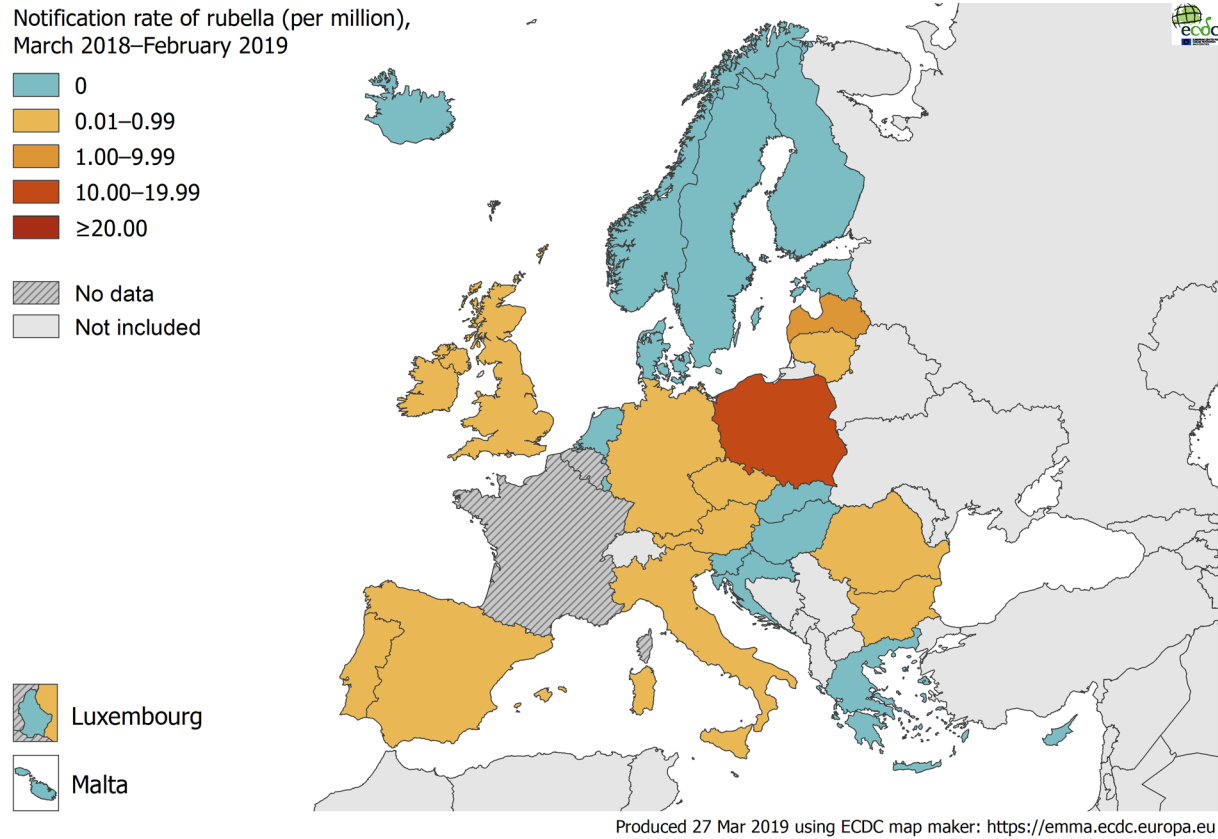 Notification rate of rubella (per million),
March 2018–February 2019
0
0.01–0.99
1.00–9.99
10.00–19.99
≥20.00
No data
Not included
ecdc
Luxembourg
Malta
Produced 27 Mar 2019 using ECDC map maker: https://emma.ecdc.europa.eu